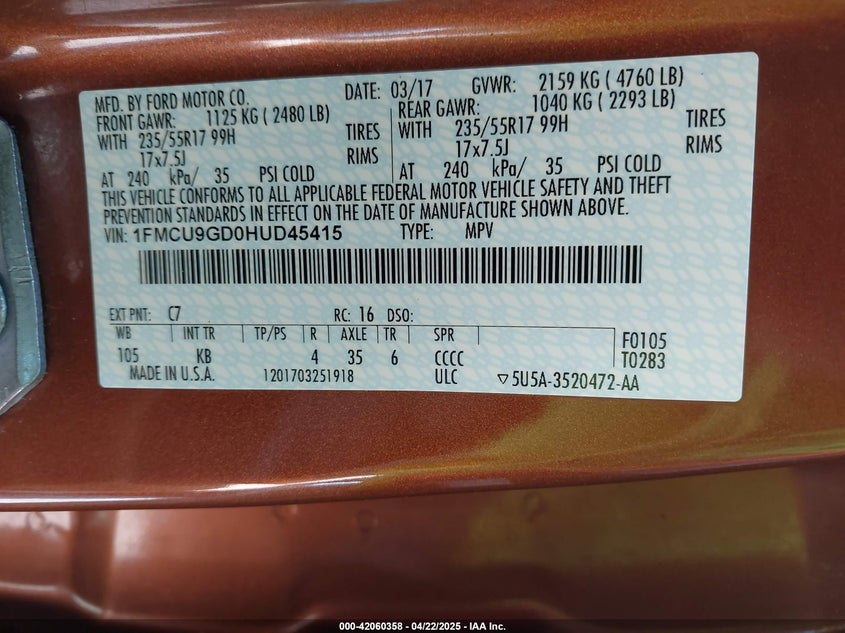 MFD. BY FORD MOTOR CO. DATE: 03/17 GVWR: 2159 KG ( 4760 LB)
FRONT GAWR: 1125 KG ( 2480 LB) REAR GAWR: 1040 KG ( 2293 LB)
WITH 235/55R17 99H TIRES WITH 235/55R17 99H TIRES
17x7.5J RIMS 17x7.5J RIMS
AT 240 kPa/ 35 PSI COLD AT 240 kPa/ 35 PSI COLD
THIS VEHICLE CONFORMS TO ALL APPLICABLE FEDERAL MOTOR VEHICLE SAFETY AND THEFT
PREVENTION STANDARDS IN EFFECT ON THE DATE OF MANUFACTURE SHOWN ABOVE.
VIN: 1FMCU9GD0HUD45415 TYPE: MPV
EXT PNT: C7 RC: 16 DSO:
WB INT TR TP/PS R AXLE TR SPR F0105
105 KB 4 35 6 CCCC T0283
MADE IN U.S.A. 1201703251918 ULC ▽5U5A-3520472-AA
000-42060358 - 04/22/2025 - IAA Inc.